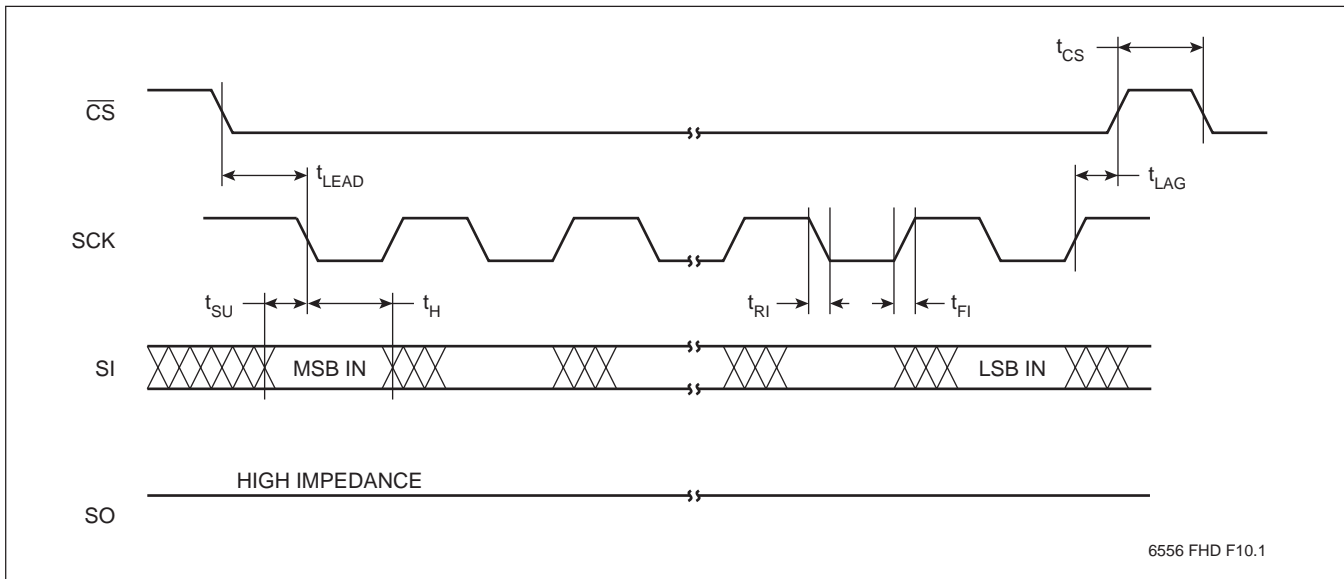 tCS
CS
tLEAD
tLAG
SCK
tSU
tH
tRI
tFI
SI
MSB IN
LSB IN
HIGH IMPEDANCE
SO
6556 FHD F10.1